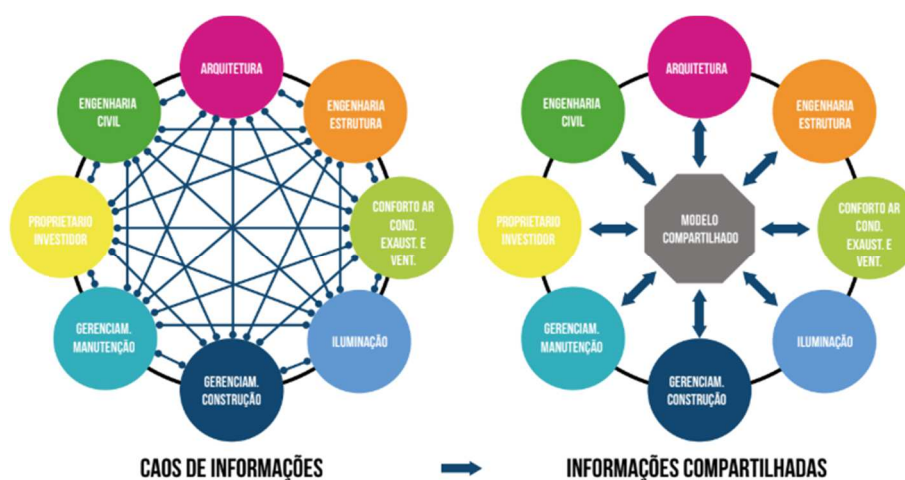 ARQUITETURA
ENGENHARIA
CIVIL
ENGENHARIA
ESTRUTURA
PROPRIETARIO
INVESTIDOR
CONFORTO AR
COND.
EXAUST. E
VENT.
GERENCIAM.
MANUTENÇÃO
ILUMINAÇÃO
GERENCIAM.
CONSTRUÇÃO
CAOS DE INFORMAÇÕES
ARQUITETURA
ENGENHARIA
CIVIL
ENGENHARIA
ESTRUTURA
PROPRIETARIO
INVESTIDOR
MODELO
COMPARTILHADO
CONFORTO AR
COND.
EXAUST. E
VENT.
GERENCIAM.
MANUTENÇÃO
ILUMINAÇÃO
GERENCIAM.
CONSTRUÇÃO
INFORMAÇÕES COMPARTILHADAS